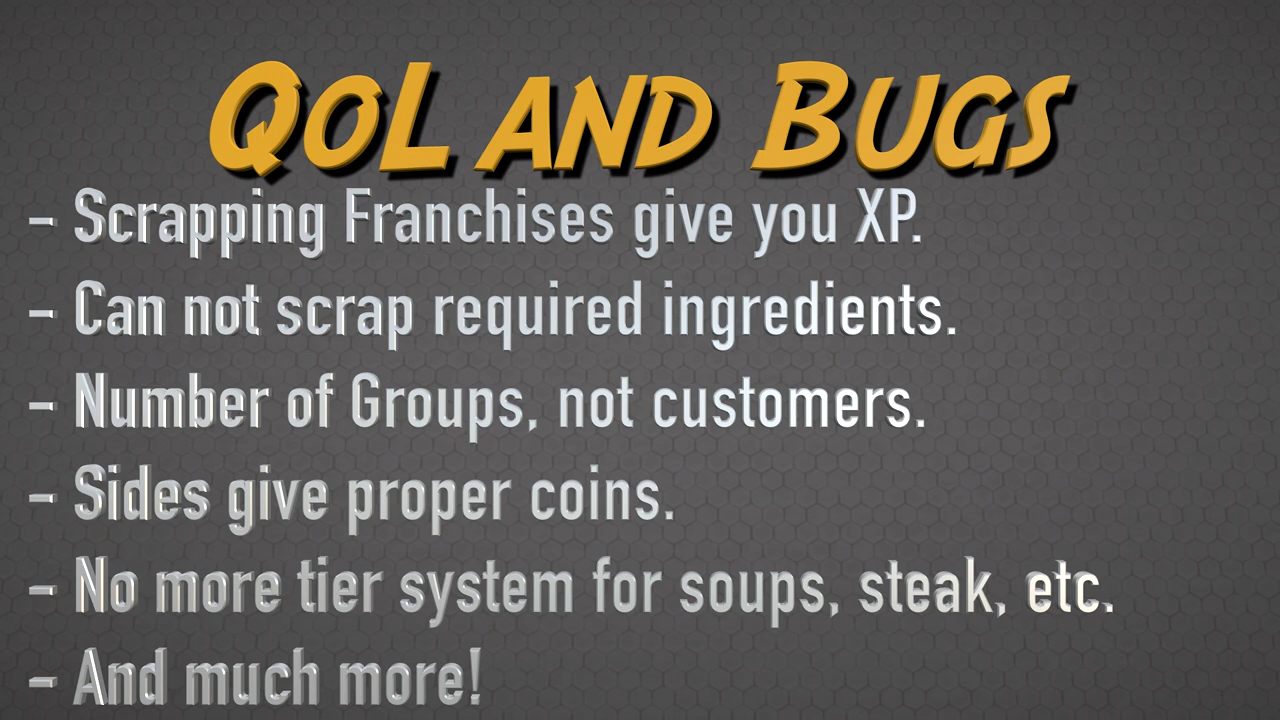 QoL and Bugs
- Scrapping Franchises give you XP.
- Can not scrap required ingredients.
- Number of Groups, not customers.
- Sides give proper coins.
- No more tier system for soups, steak, etc.
- And much more!